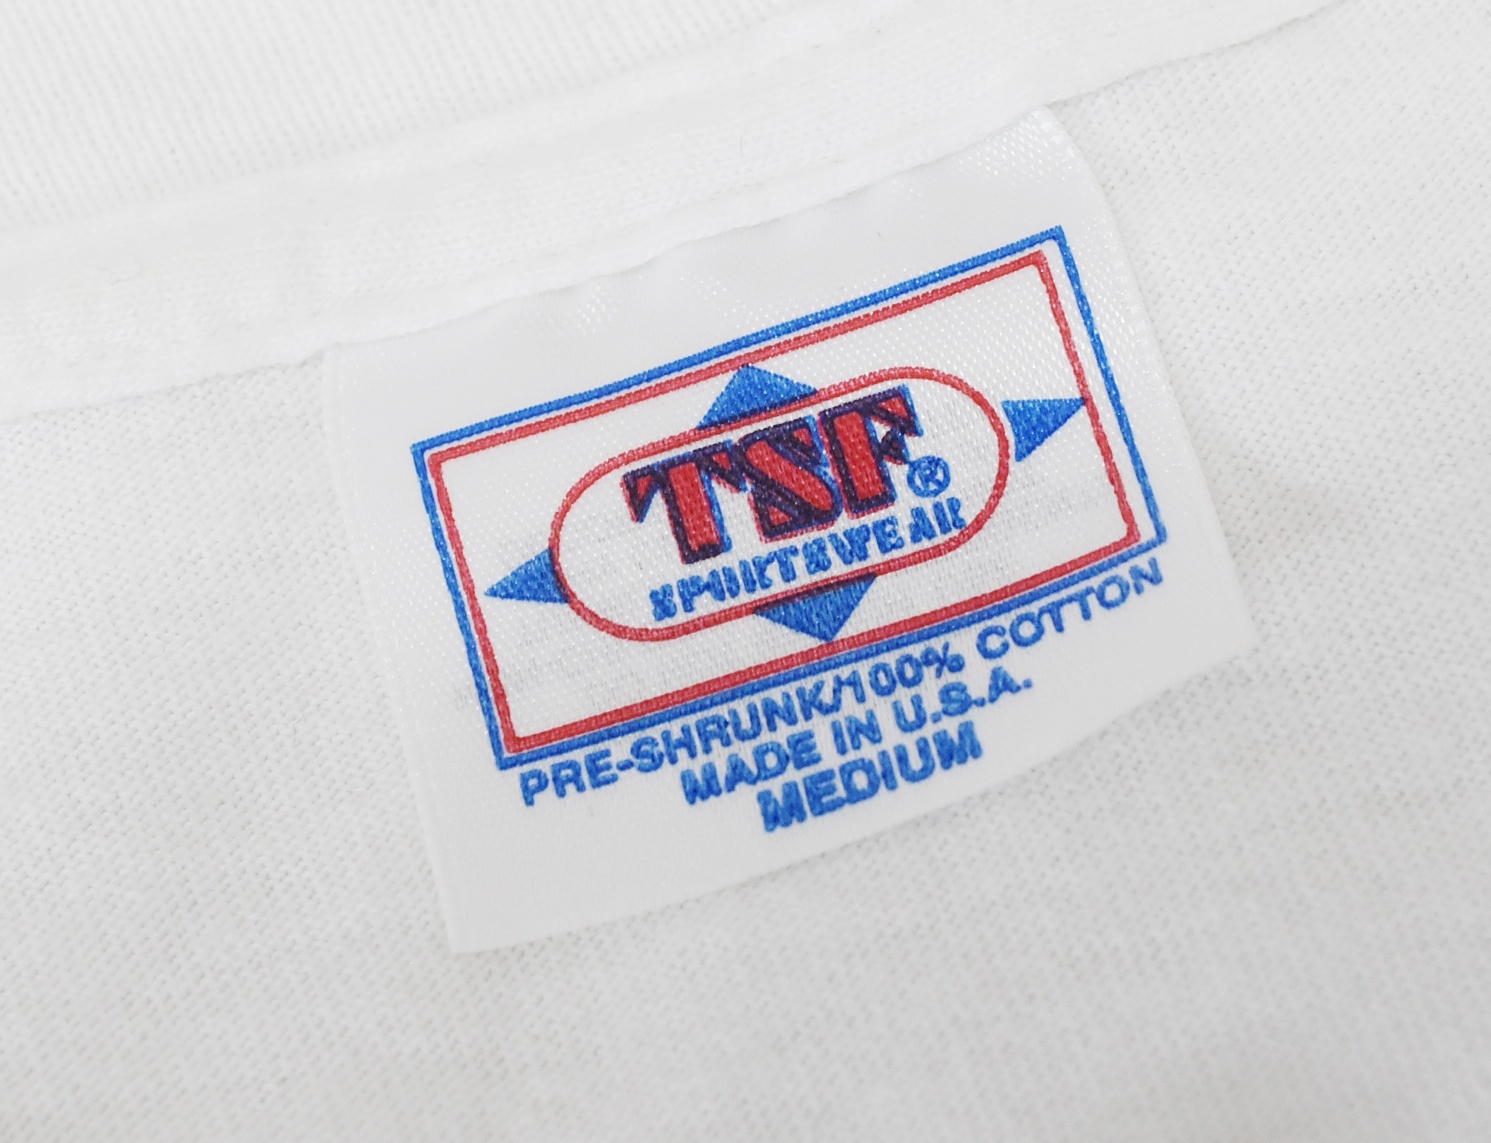 TSF®
SPORTSWEAR
PRE-SHRUNK/100% COTTON
MADE IN U.S.A.
MEDIUM